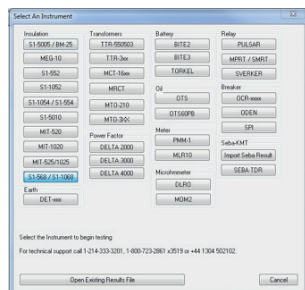 Select An Instrument
Insulation
S1-5005 / BM-25
MEG-10
S1-552
S1-1052
S1-1054 / S1-554
S1-5010
MIT-520
MIT-1020
MIT-525/1025
S1-568 / S1-1068
Earth
DET-xxx
Transformers
TTR-550503
TTR-3xx
MCT-16xx
MRCT
MTO-210
MTO-3XX
Power Factor
DELTA 2000
DELTA 3000
DELTA 4000
Battery
BITE2
BITE3
TORKEL
Oil
OTS
OTS60PB
Meter
PMM-1
MLR10
Microhmeter
DLRO
MOM2
Relay
PULSAR
MPRT / SMRT
SVERKER
Breaker
OCR-xxxx
ODEN
SPI
Seba-KMT
Import Seba Result
SEBA TDR
Select the Instrument to begin testing
For technical support call 1-214-333-3201, 1-800-723-2861 x3519 or +44 1304 502102.
Open Existing Results File
Cancel